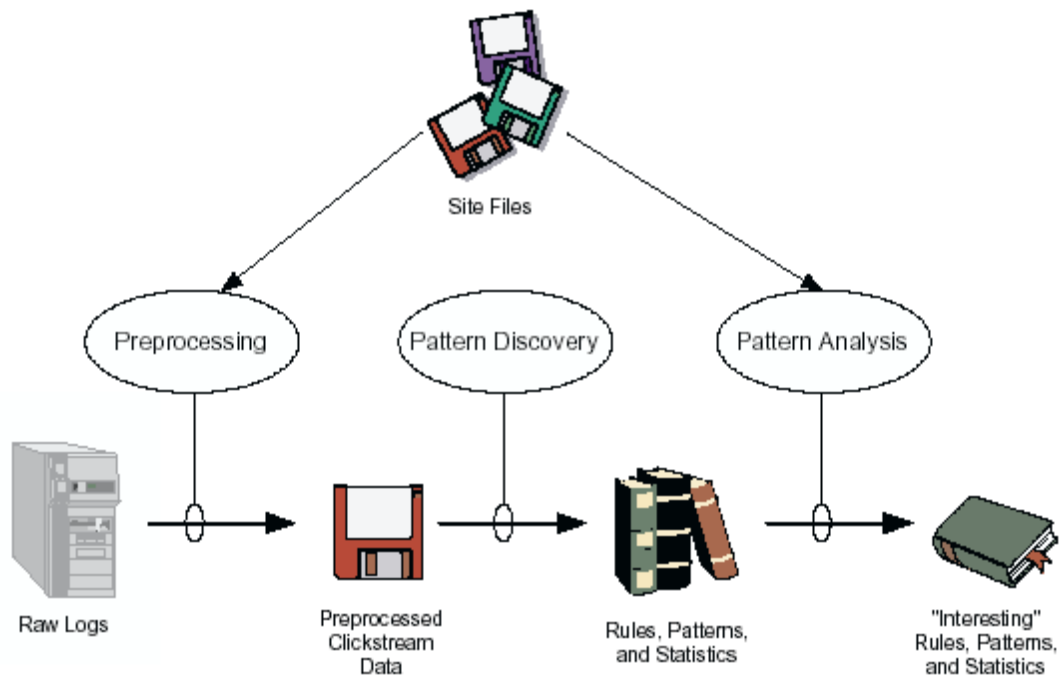 Site Files
Preprocessing
Pattern Discovery
Pattern Analysis
Raw Logs
Preprocessed
Clickstream
Data
Rules, Patterns,
and Statistics
"Interesting"
Rules, Patterns,
and Statistics